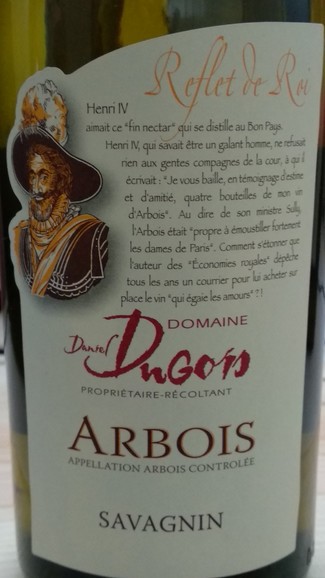 Reflet de Roi
Henri IV
aimait ce "fin nectar" qui se distille au Bon Pays.
Henri IV, qui savait être un galant homme, ne refusait
rien aux gentes compagnes de la cour, à qui il
écrivait : "Je vous baille, en témoignage d'estime
et d'amitié, quatre bouteilles de mon vin
d'Arbois". Au dire de son ministre Sully,
l'Arbois était "propre à émoustiller fortement
les dames de Paris". Comment s'étonner que
l'auteur des "Économies royales" dépêche
tous les ans un courrier pour lui acheter sur
place le vin "qui égaie les amours" ?!
DOMAINE
Daniel Dugois
PROPRIÉTAIRE-RÉCOLTANT
ARBOIS
APPELLATION ARBOIS CONTROLÉE
SAVAGNIN